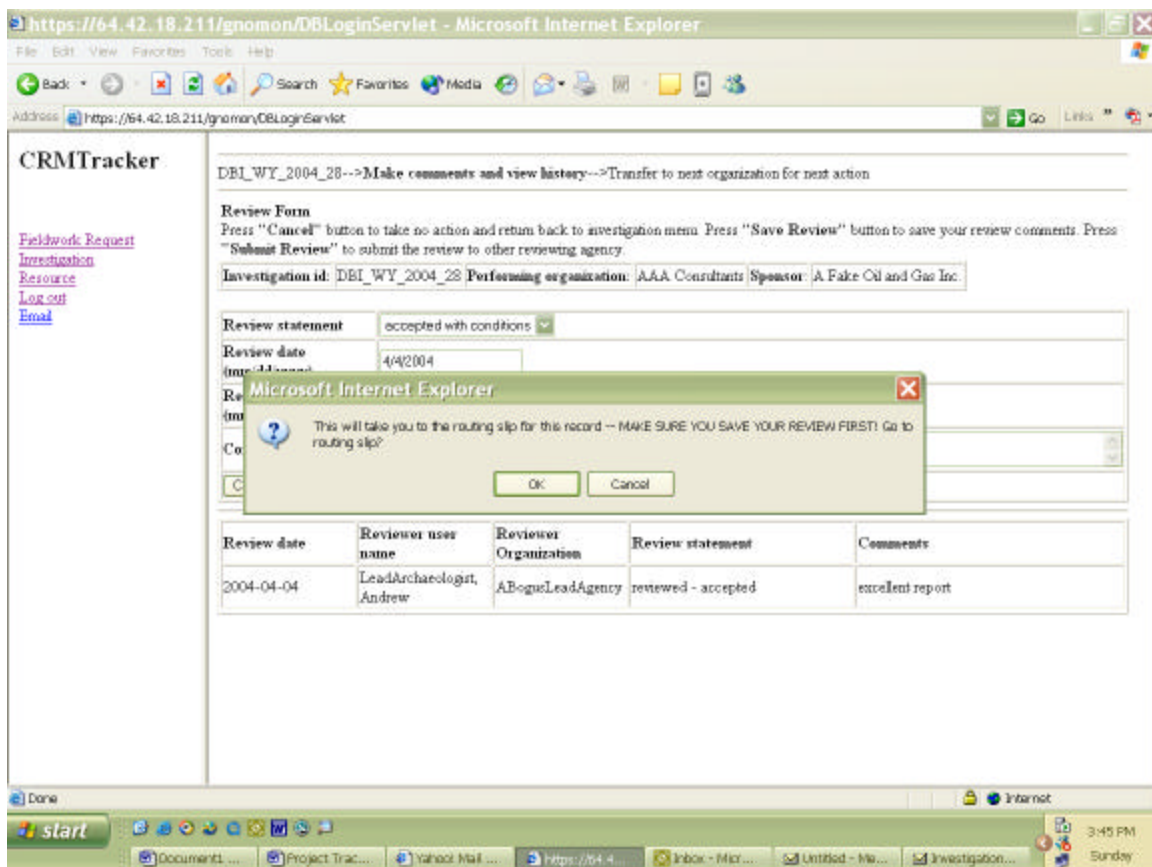 https://64.42.18.211/gnomon/DBLoginServlet - Microsoft Internet Explorer
File Edit View Favorites Tools Help
Back Search Favorites Media
Address https://64.42.18.211/gnomon/DBLoginServlet Go Links »
CRMTracker
Fieldwork Request
Investigation
Resource
Log out
Email
DBI_WY_2004_28-->Make comments and view history-->Transfer to next organization for next action
Review Form
Press "Cancel" button to take no action and return back to investigation menu. Press "Save Review" button to save your review comments. Press
"Submit Review" to submit the review to other reviewing agency.
Investigation id: DBI_WY_2004_28 Performing organization: AAA Consultants Sponsor: A Fake Oil and Gas Inc.
Review statement accepted with conditions
Review date 4/4/2004
Re
Co
C
Microsoft Internet Explorer
This will take you to the routing slip for this record -- MAKE SURE YOU SAVE YOUR REVIEW FIRST! Go to
routing slip?
OK Cancel
Review date Reviewer user name Reviewer Organization Review statement Comments
2004-04-04 LeadArchaeologist, Andrew ABogusLeadAgency reviewed - accepted excellent report
Done Internet
start
Document1 ... Project Trac... Yahoo! Mail ... https://64.4... Inbox - Micr... Untitled - Me... Investigation...
3:45 PM
Sunday